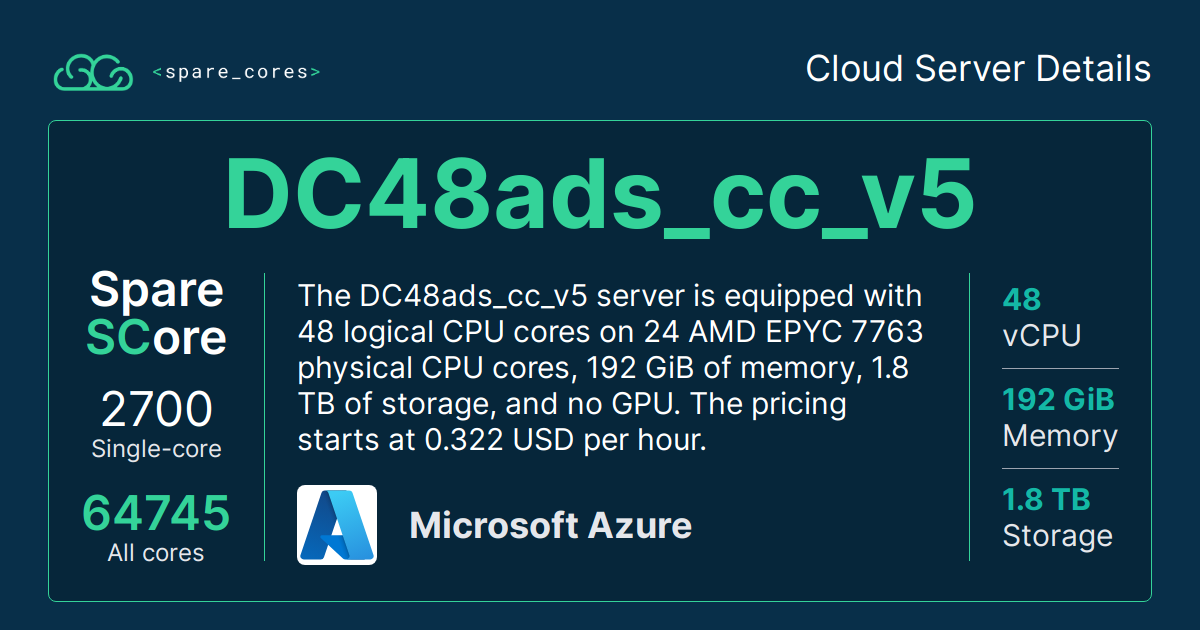 <spare_cores>
Cloud Server Details
DC48ads_cc_v5
Spare
SCore
2700
Single-core
64745
All cores
The DC48ads_cc_v5 server is equipped with
48 logical CPU cores on 24 AMD EPYC 7763
physical CPU cores, 192 GiB of memory, 1.8
TB of storage, and no GPU. The pricing
starts at 0.322 USD per hour.
Microsoft Azure
48
vCPU
192 GiB
Memory
1.8 TB
Storage